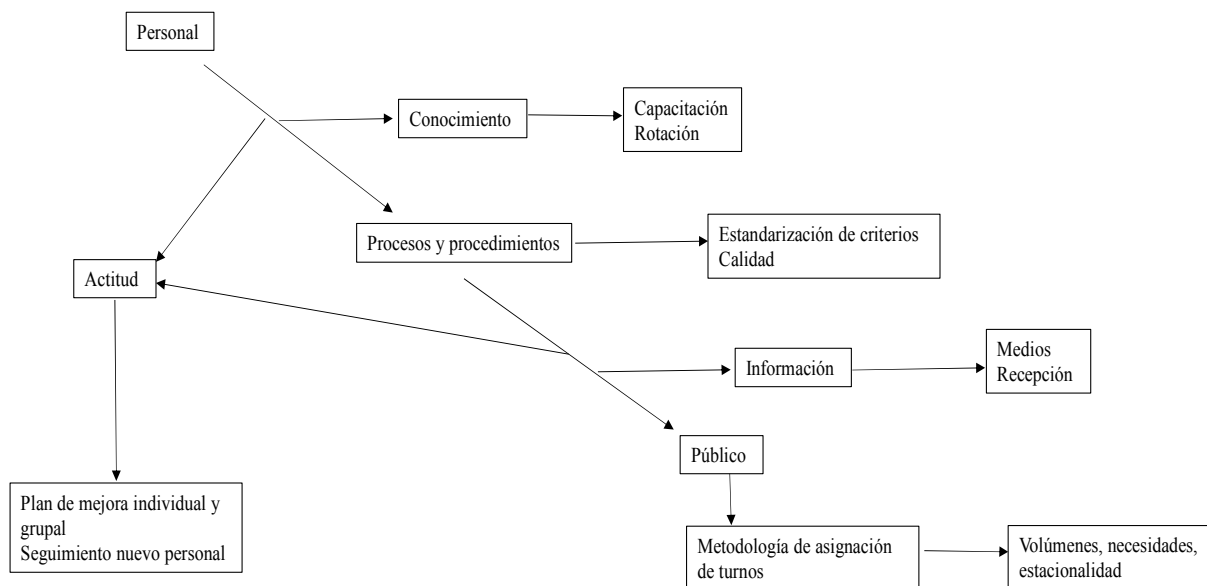 Personal
Conocimiento
Capacitación
Rotación
Procesos y procedimientos
Estandarización de criterios
Calidad
Actitud
Información
Medios
Recepción
Público
Plan de mejora individual y
grupal
Seguimiento nuevo personal
Metodología de asignación
de turnos
Volúmenes, necesidades,
estacionalidad